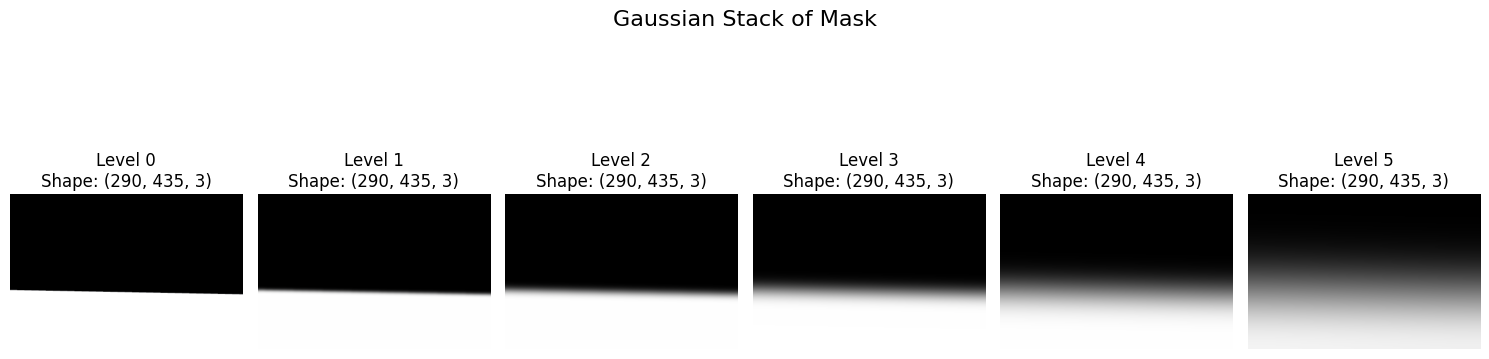 Gaussian Stack of Mask
Level 0
Shape: (290, 435, 3)
Level 1
Shape: (290, 435, 3)
Level 2
Shape: (290, 435, 3)
Level 3
Shape: (290, 435, 3)
Level 4
Shape: (290, 435, 3)
Level 5
Shape: (290, 435, 3)